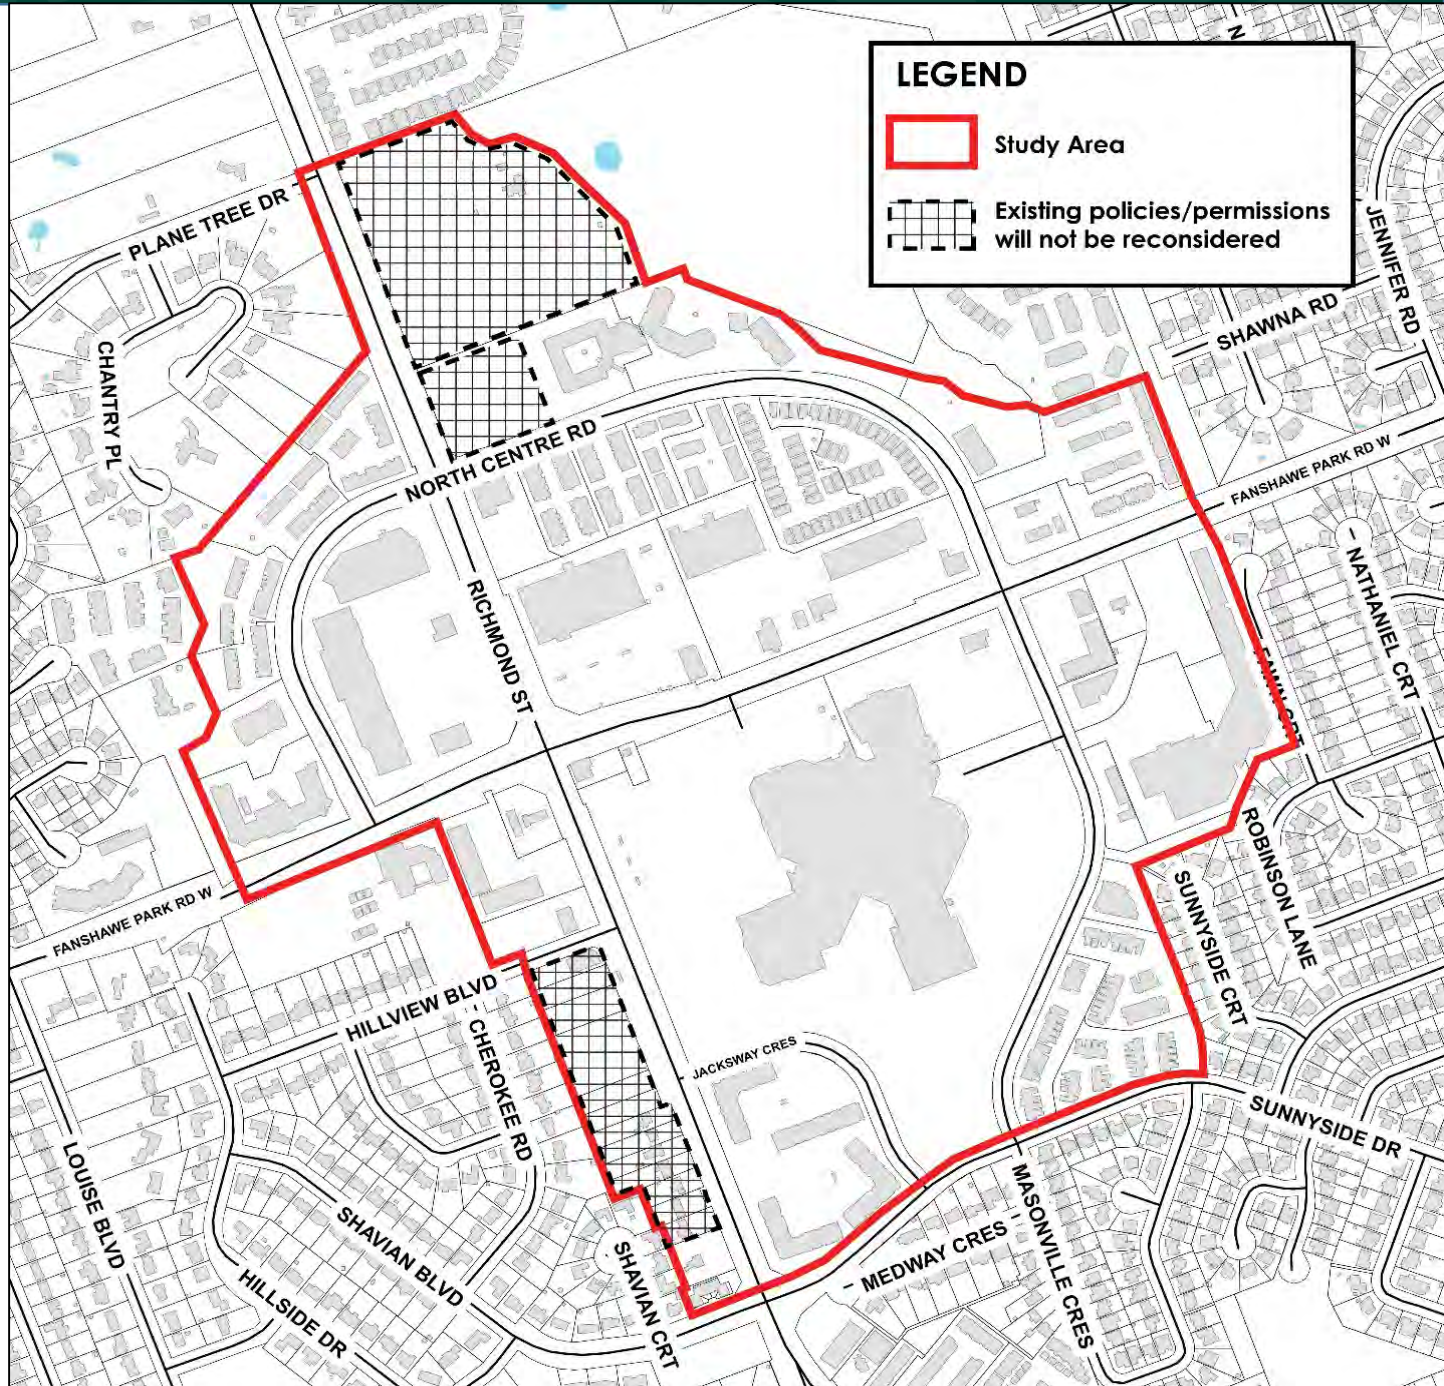 N
LEGEND
Study Area
Existing policies/permissions
will not be reconsidered
PLANE TREE DR
JENNIFER RD
SHAWNA RD
CHANTRY PL
NORTH CENTRE RD
FANSHAWE PARK RD W
RICHMOND ST
NATHANIEL CRT
FAWN CRT
ROBINSON LANE
SUNNYSIDE CRT
FANSHAWE PARK RD W
HILLVIEW BLVD
CHEROKEE RD
JACKSWAY CRES
SUNNYSIDE DR
LOUISE BLVD
SHAVIAN BLVD
MASONVILLE CRES
MEDWAY CRES
HILLSIDE DR
SHAVIAN CRT